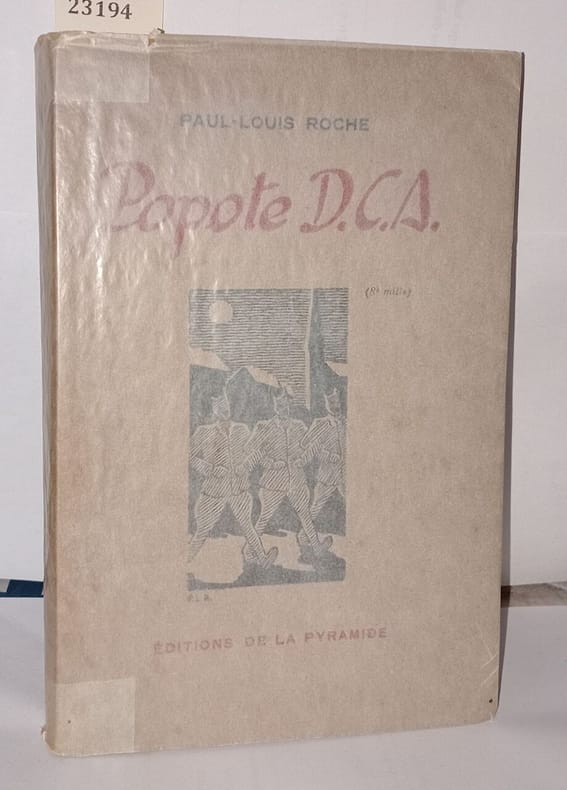 23194
PAUL-LOUIS ROCHE
Popote D.C.A.
(8e mille)
P.L.R.
ÉDITIONS DE LA PYRAMIDE